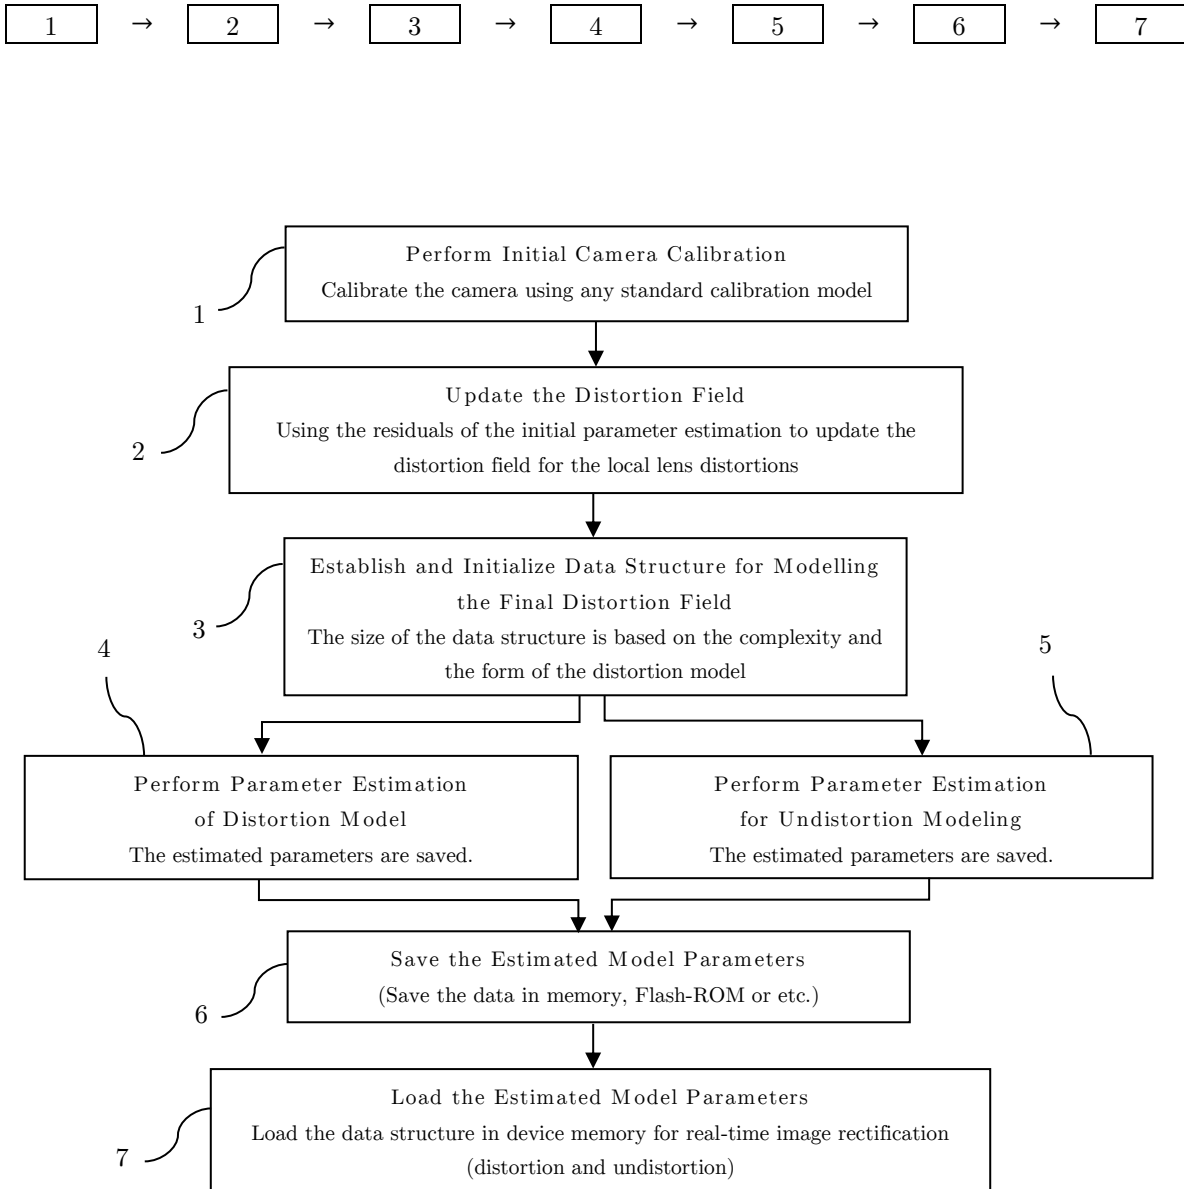 1 → 2 → 3 → 4 → 5 → 6 → 7
Perform Initial Camera Calibration
Calibrate the camera using any standard calibration model
1
Update the Distortion Field
Using the residuals of the initial parameter estimation to update the
distortion field for the local lens distortions
2
Establish and Initialize Data Structure for Modelling
the Final Distortion Field
The size of the data structure is based on the complexity and
the form of the distortion model
3
4
5
Perform Parameter Estimation
of Distortion Model
The estimated parameters are saved.
Perform Parameter Estimation
for Undistortion Modeling
The estimated parameters are saved.
Save the Estimated Model Parameters
(Save the data in memory, Flash-ROM or etc.)
6
Load the Estimated Model Parameters
Load the data structure in device memory for real-time image rectification
(distortion and undistortion)
7